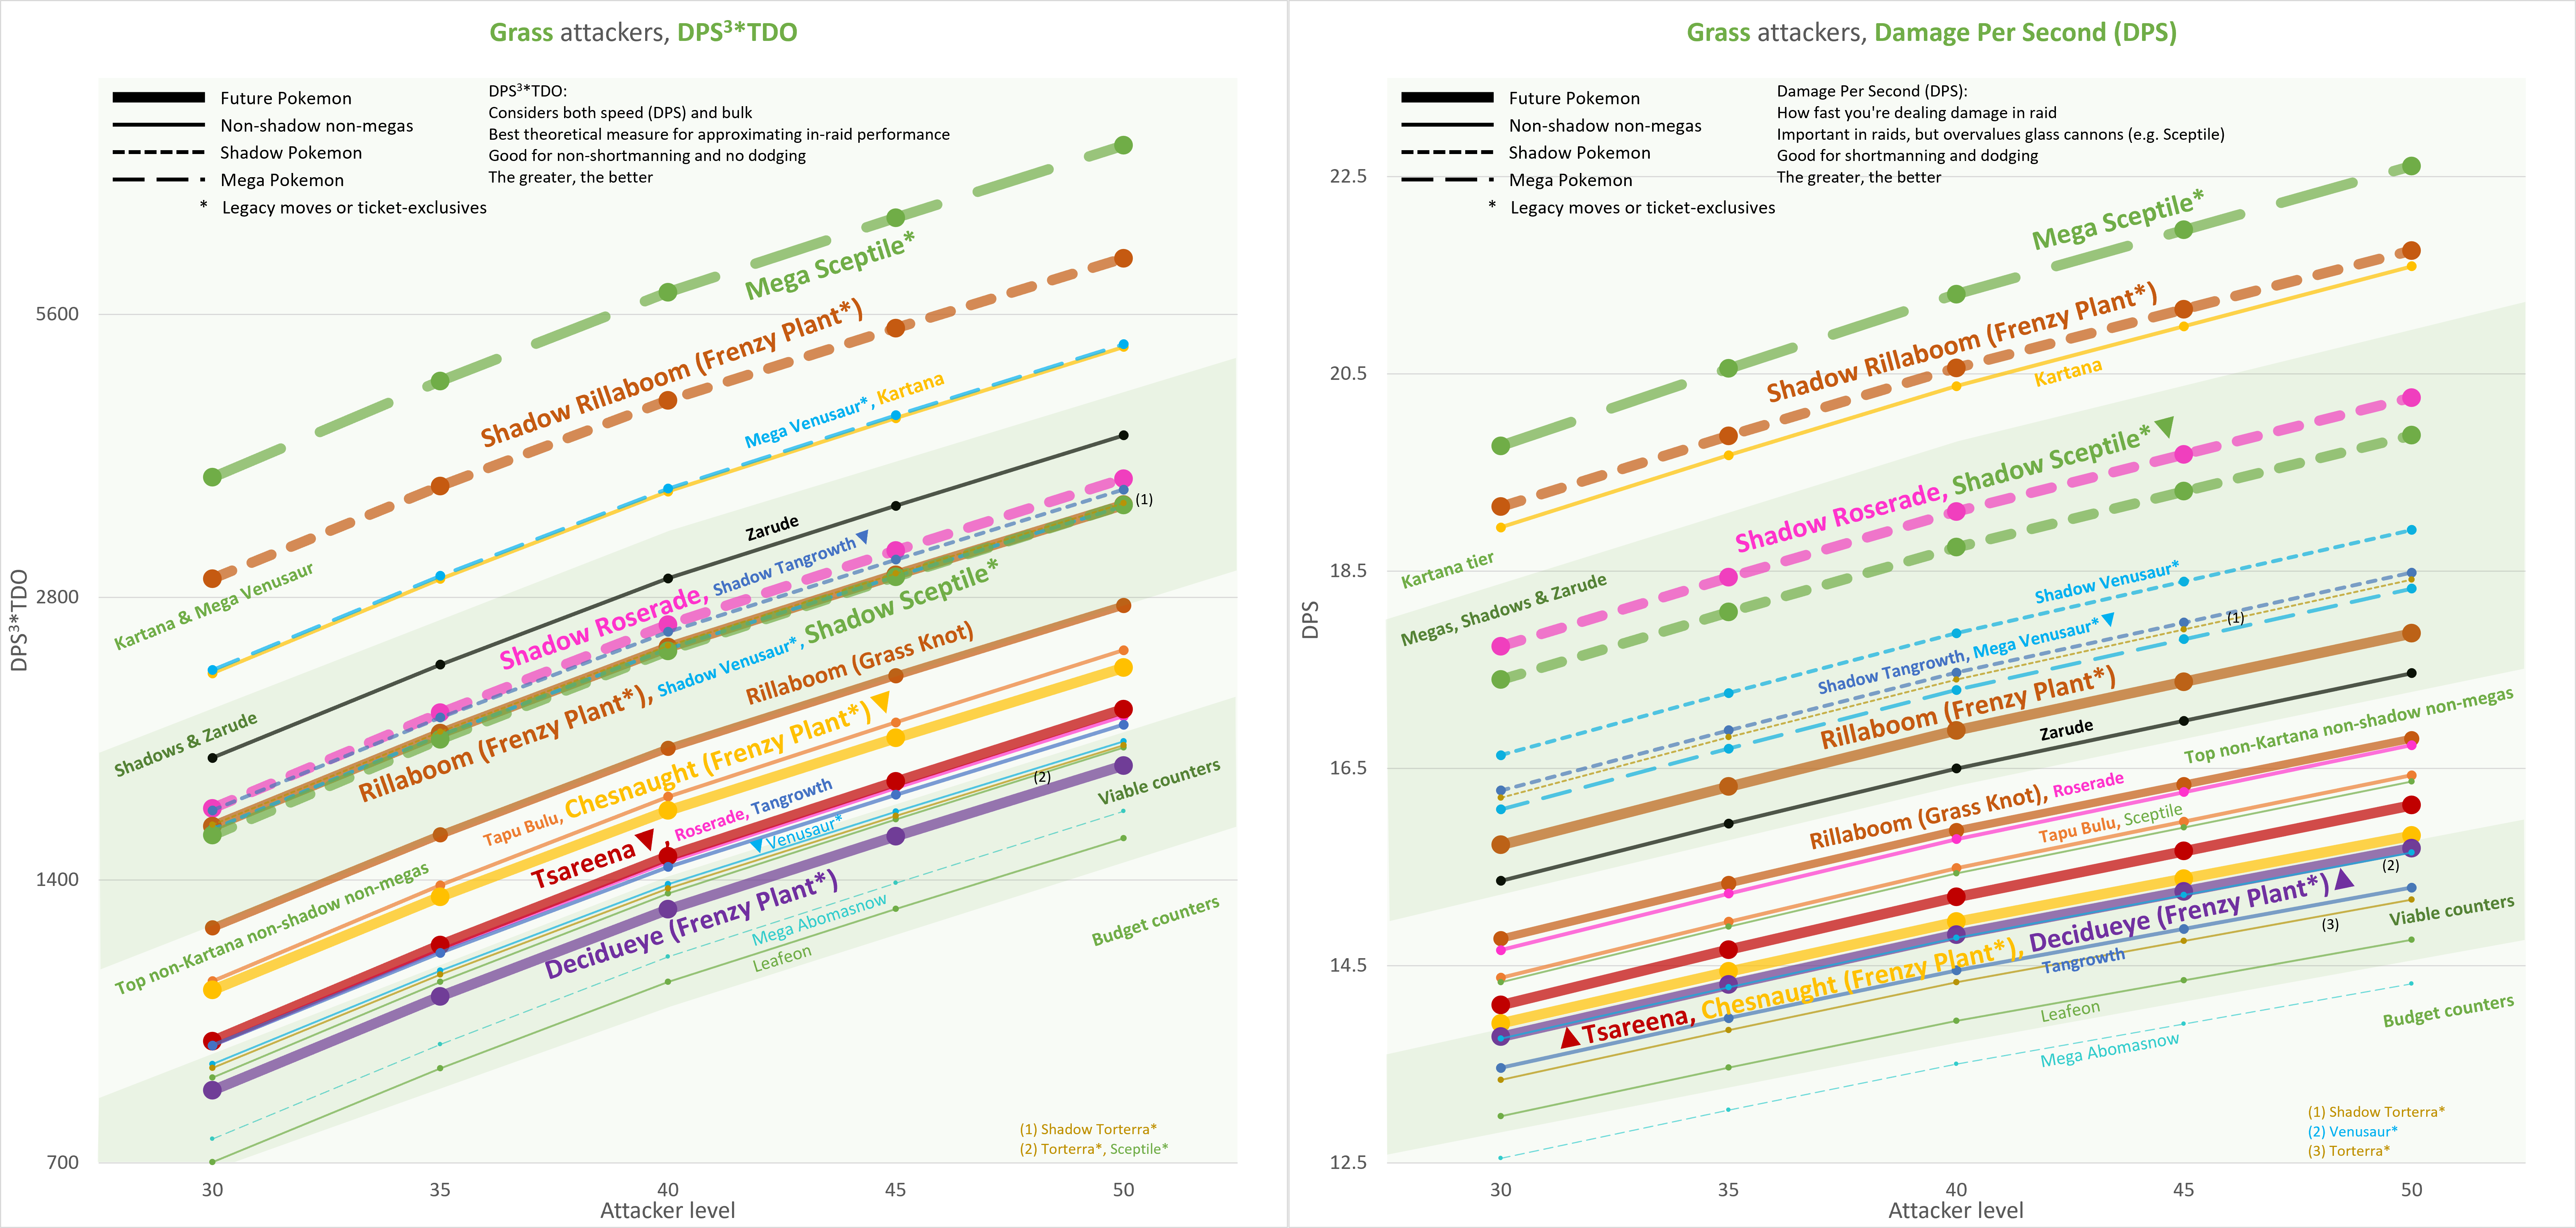 Grass attackers, DPS³*TDO
Future Pokemon
Non-shadow non-megas
Shadow Pokemon
Mega Pokemon
* Legacy moves or ticket-exclusives
DPS³*TDO:
Considers both speed (DPS) and bulk
Best theoretical measure for approximating in-raid performance
Good for non-shortmanning and no dodging
The greater, the better
DPS³*TDO
5600
2800
1400
700
Mega Sceptile*
Shadow Rillaboom (Frenzy Plant*)
Mega Venusaur*, Kartana
Kartana & Mega Venusaur
Zarude
Shadow Roserade, Shadow Tangrowth▼
(1)
Rillaboom (Frenzy Plant*), Shadow Venusaur*, Shadow Sceptile*
Shadows & Zarude
Rillaboom (Grass Knot)
Tapu Bulu, Chesnaught (Frenzy Plant*)▼
Tsareena▼, Roserade, Tangrowth
▼Venusaur*
(2)
Top non-Kartana non-shadow non-megas
Viable counters
Decidueye (Frenzy Plant*)
Mega Abomasnow
Leafeon
Budget counters
(1) Shadow Torterra*
(2) Torterra*, Sceptile*
30 35 40 45 50
Attacker level
Grass attackers, Damage Per Second (DPS)
Future Pokemon
Non-shadow non-megas
Shadow Pokemon
Mega Pokemon
* Legacy moves or ticket-exclusives
Damage Per Second (DPS):
How fast you're dealing damage in raid
Important in raids, but overvalues glass cannons (e.g. Sceptile)
Good for shortmanning and dodging
The greater, the better
DPS
22.5
20.5
18.5
16.5
14.5
12.5
Mega Sceptile*
Shadow Rillaboom (Frenzy Plant*)
Kartana
Kartana tier
Shadow Roserade, Shadow Sceptile*▼
Megas, Shadows & Zarude
Shadow Venusaur*
(1)
Shadow Tangrowth, Mega Venusaur*▼
Rillaboom (Frenzy Plant*)
Zarude
Top non-Kartana non-shadow non-megas
Rillaboom (Grass Knot), Roserade
Tapu Bulu, Sceptile
(2)
▲Tsareena, Chesnaught (Frenzy Plant*), Decidueye (Frenzy Plant*)▲
Tangrowth
(3)
Viable counters
Leafeon
Mega Abomasnow
Budget counters
(1) Shadow Torterra*
(2) Venusaur*
(3) Torterra*
30 35 40 45 50
Attacker level